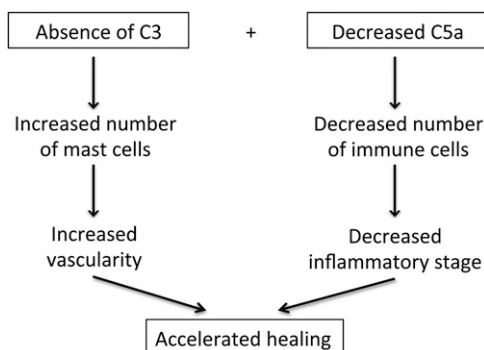 Absence of C3 + Decreased C5a
Increased number
of mast cells
Decreased number
of immune cells
Increased
vascularity
Decreased
inflammatory stage
Accelerated healing